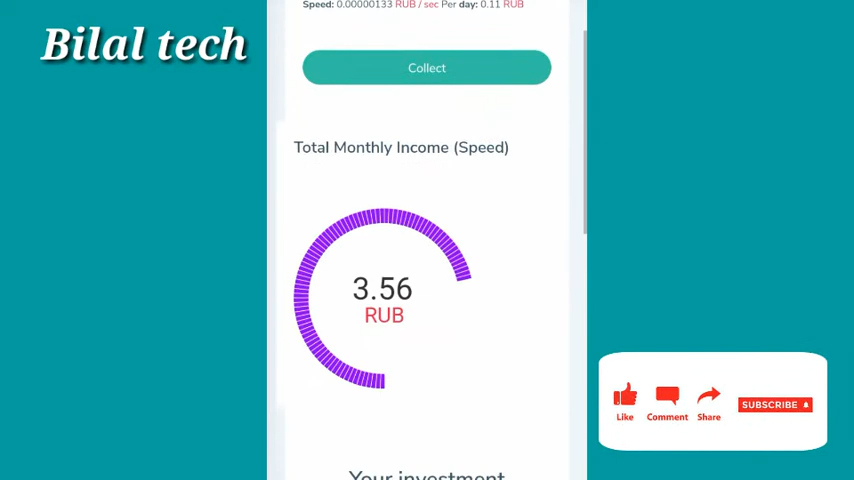 Speed: 0.00000133 RUB / sec Per day: 0.11 RUB
Bilal tech
Collect
Total Monthly Income (Speed)
3.56
RUB
Like Comment Share SUBSCRIBE
Your investment